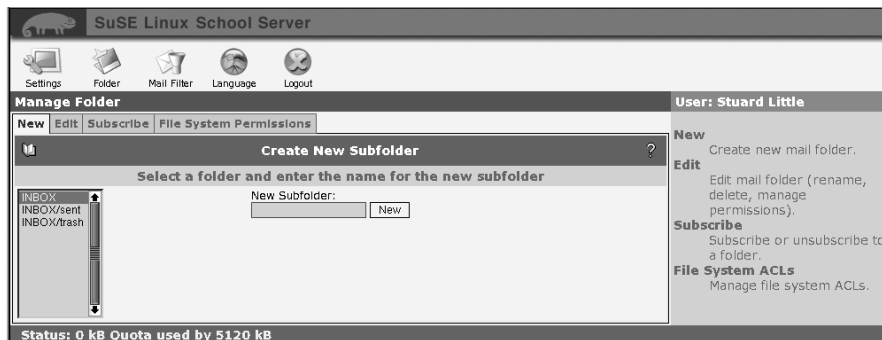 SuSE Linux School Server
Settings Folder Mail Filter Language Logout
Manage Folder
New Edit Subscribe File System Permissions
Create New Subfolder ?
Select a folder and enter the name for the new subfolder
INBOX
INBOX/sent
INBOX/trash
New Subfolder:
New
User: Stuard Little
New
Create new mail folder.
Edit
Edit mail folder (rename,
delete, manage
permissions).
Subscribe
Subscribe or unsubscribe to
a folder.
File System ACLs
Manage file system ACLs.
Status: 0 kB Quota used by 5120 kB